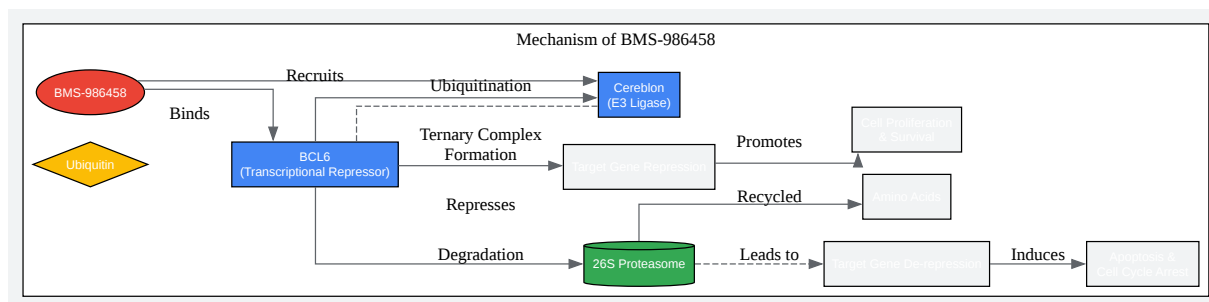 Mechanism of BMS-986458
BMS-986458
Recruits
Ubiquitination
Cereblon
(E3 Ligase)
Binds
Cell Proliferation
& Survival
Ubiquitin
BCL6
(Transcriptional Repressor)
Ternary Complex
Formation
Target Gene Repression
Promotes
Represses
Recycled
Amino Acids
Degradation
26S Proteasome
Leads to
Target Gene De-repression
Induces
Apoptosis &
Cell Cycle Arrest